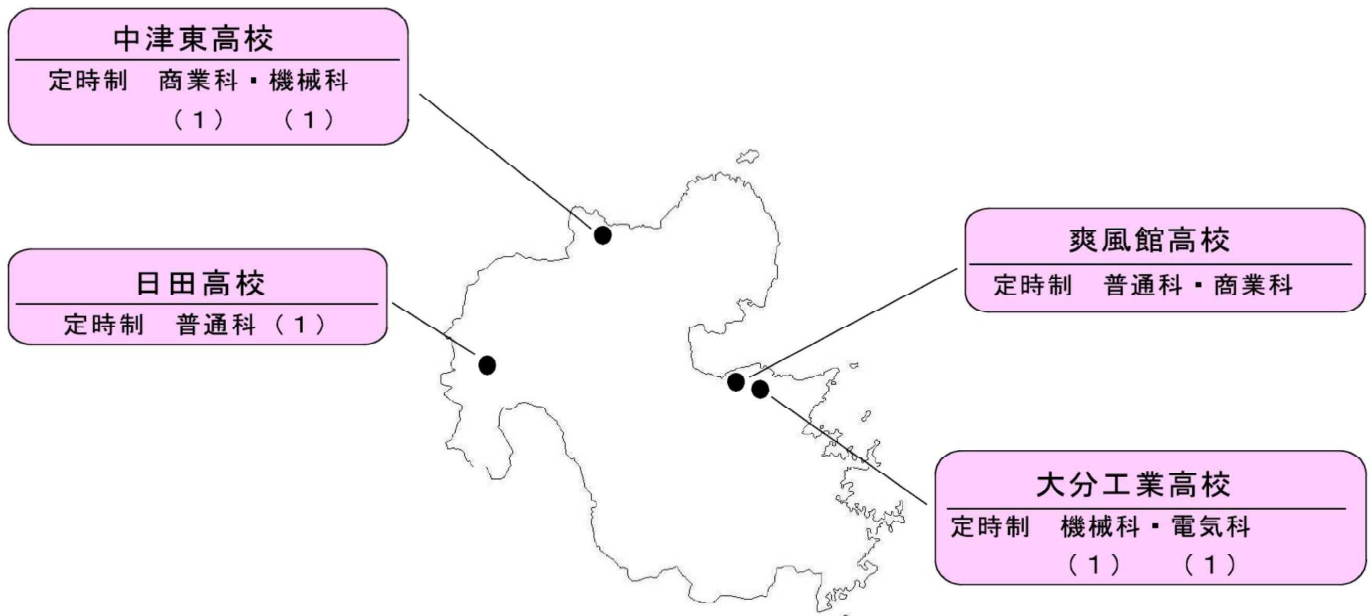 中津東高校
定時制　商業科・機械科
（１）　（１）
日田高校
定時制　普通科（１）
爽風館高校
定時制　普通科・商業科
大分工業高校
定時制　機械科・電気科
（１）　（１）